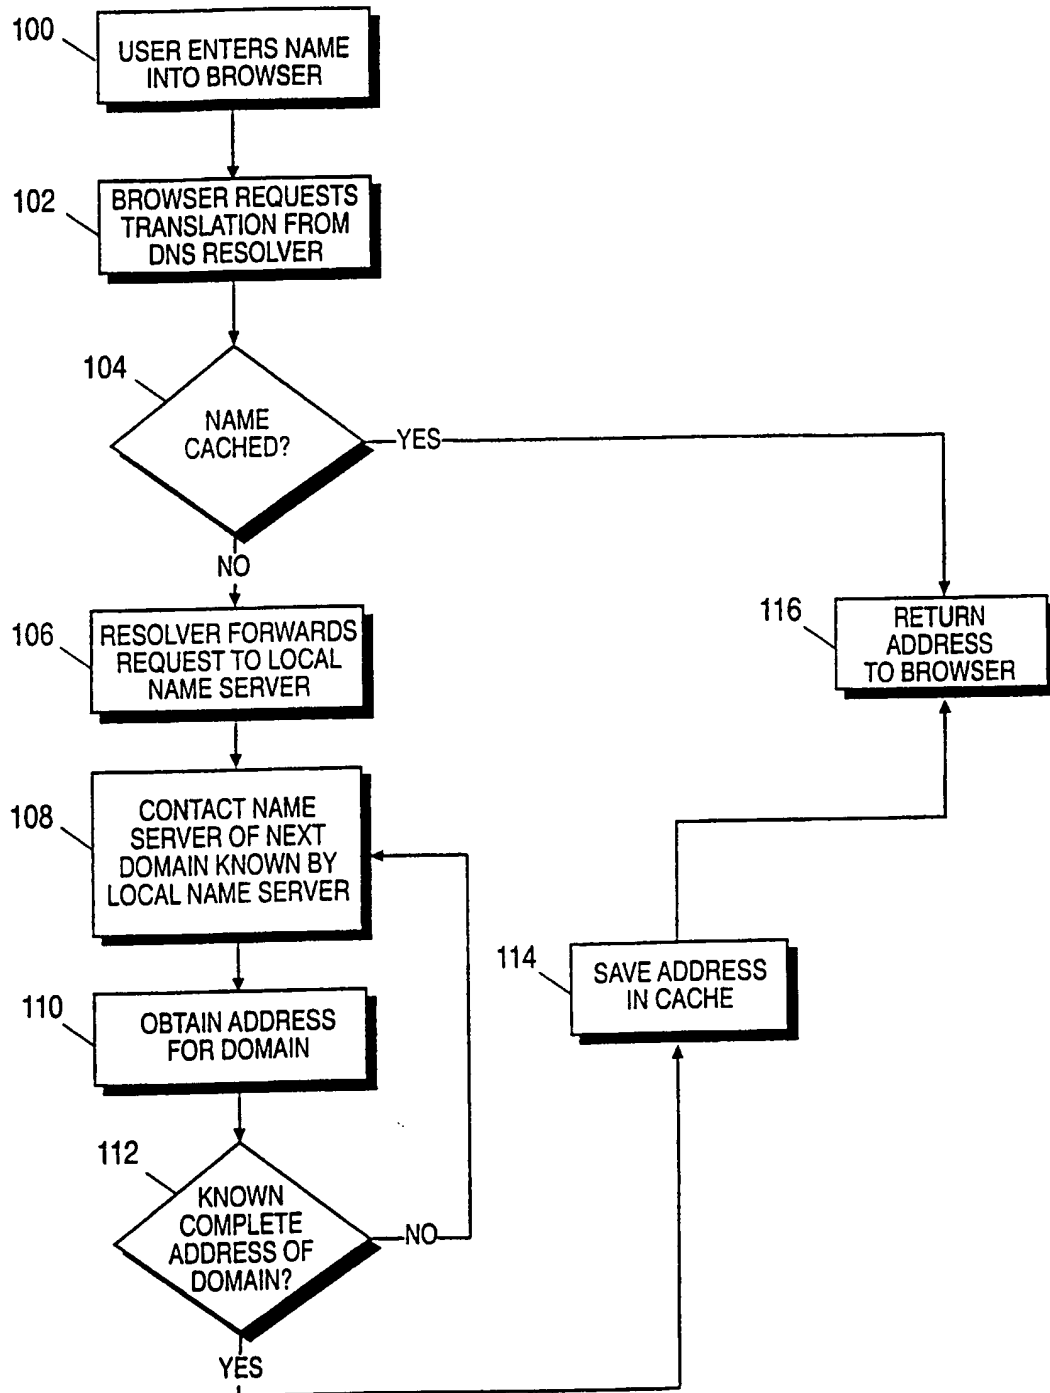 100
USER ENTERS NAME
INTO BROWSER
102
BROWSER REQUESTS
TRANSLATION FROM
DNS RESOLVER
104
NAME
CACHED?
YES
NO
106
RESOLVER FORWARDS
REQUEST TO LOCAL
NAME SERVER
116
RETURN
ADDRESS
TO BROWSER
108
CONTACT NAME
SERVER OF NEXT
DOMAIN KNOWN BY
LOCAL NAME SERVER
114
SAVE ADDRESS
IN CACHE
110
OBTAIN ADDRESS
FOR DOMAIN
112
KNOWN
COMPLETE
ADDRESS OF
DOMAIN?
NO
YES